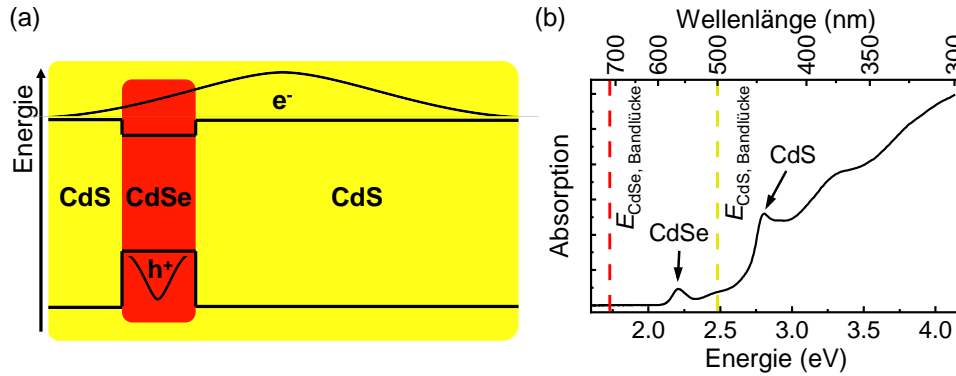 (a)
Energie
e-
CdS
CdSe
CdS
h+
(b)
Wellenlänge (nm)
700
600
500
400
350
300
Absorption
ECdSe, Bandlücke
ECdS, Bandlücke
CdSe
CdS
2.0
2.5
3.0
3.5
4.0
Energie (eV)